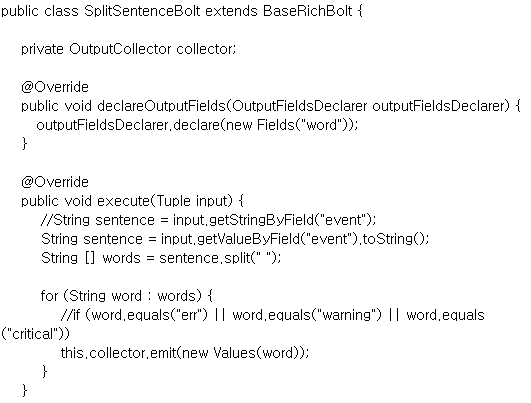 public class SplitSentenceBolt extends BaseRichBolt {
private OutputCollector collector;
@Override
public void declareOutputFields(OutputFieldsDeclarer outputFieldsDeclarer) {
outputFieldsDeclarer.declare(new Fields("word"));
}
@Override
public void execute(Tuple input) {
//String sentence = input.getStringByField("event");
String sentence = input.getValueByField("event").toString();
String [] words = sentence.split(" ");
for (String word : words) {
//if (word.equals("err") || word.equals("warning") || word.equals
("critical"))
this.collector.emit(new Values(word));
}
}